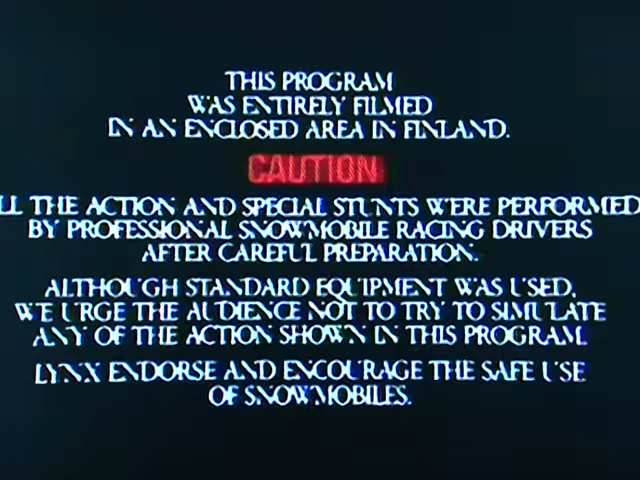 THIS PROGRAM
WAS ENTIRELY FILMED
IN AN ENCLOSED AREA IN FINLAND.
CAUTION
LL THE ACTION AND SPECIAL STUNTS WERE PERFORMED
BY PROFESSIONAL SNOWMOBILE RACING DRIVERS
AFTER CAREFUL PREPARATION.
ALTHOUGH STANDARD EQUIPMENT WAS USED,
WE URGE THE AUDIENCE NOT TO TRY TO SIMULATE
ANY OF THE ACTION SHOWN IN THIS PROGRAM.
LYNX ENDORSE AND ENCOURAGE THE SAFE USE
OF SNOWMOBILES.